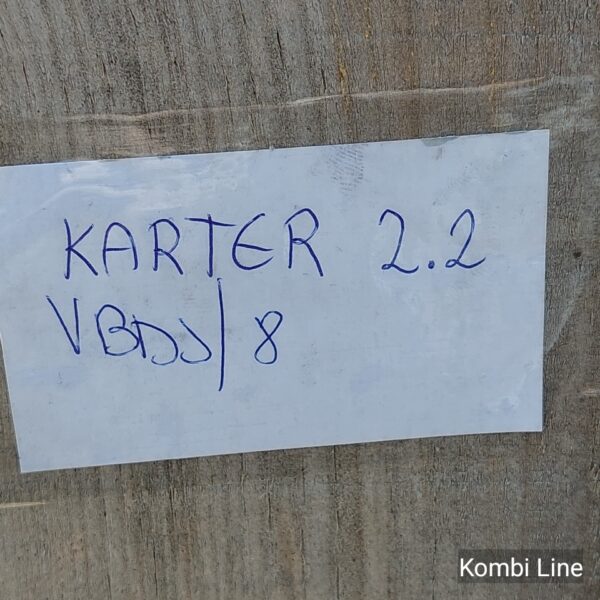 KARTER 2.2
VBDJ/8
Kombi Line